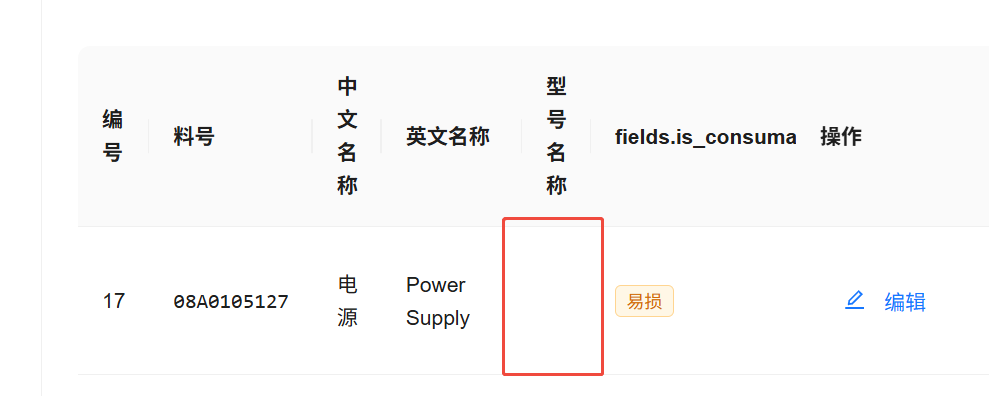 编号
料号
中文名称
英文名称
型号名称
fields.is_consuma
操作
17
08A0105127
电源
Power
Supply
易损
编辑